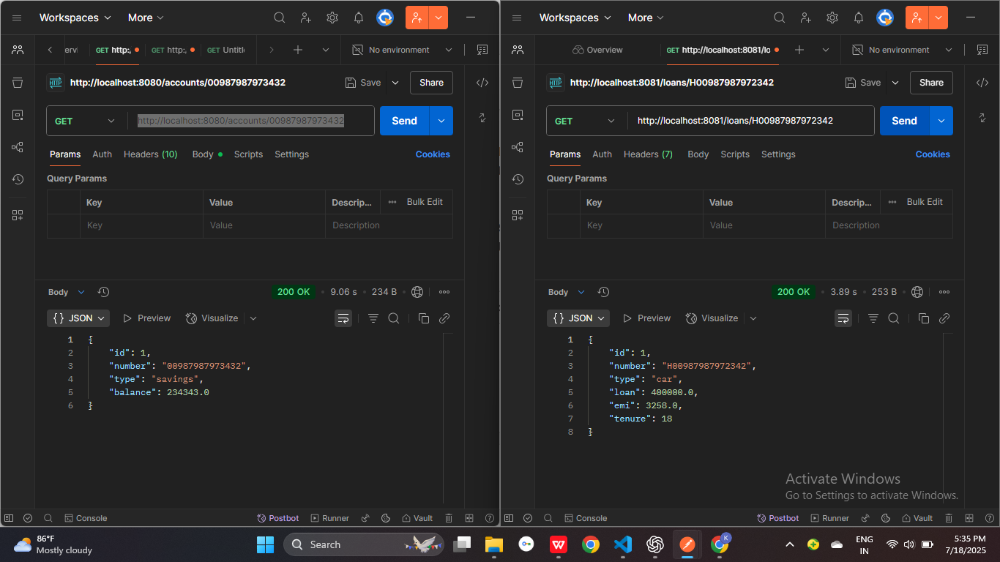 Workspaces More
ervi GET http:, GET http:, GET Untitl No environment
HTTP http://localhost:8080/accounts/00987987973432 Save Share
GET http://localhost:8080/accounts/00987987973432 Send
Params Auth Headers (10) Body Scripts Settings Cookies
Query Params
Key Value Descrip... Bulk Edit
Key Value Description
Body 200 OK 9.06 s 234 B
{} JSON Preview Visualize
1 {
2 "id": 1,
3 "number": "00987987973432",
4 "type": "savings",
5 "balance": 234343.0
6 }
Console Postbot Runner Vault
Workspaces More
Overview GET http://localhost:8081/lo No environment
HTTP http://localhost:8081/loans/H00987987972342 Save Share
GET http://localhost:8081/loans/H00987987972342 Send
Params Auth Headers (7) Body Scripts Settings Cookies
Query Params
Key Value Descrip... Bulk Edit
Key Value Description
Body 200 OK 3.89 s 253 B
{} JSON Preview Visualize
1 {
2 "id": 1,
3 "number": "H00987987972342",
4 "type": "car",
5 "loan": 400000.0,
6 "emi": 3258.0,
7 "tenure": 18
8 }
Activate Windows
Go to Settings to activate Windows.
Console Postbot Runner Vault
86°F
Mostly cloudy
Search
W
K
ENG
IN
5:35 PM
7/18/2025